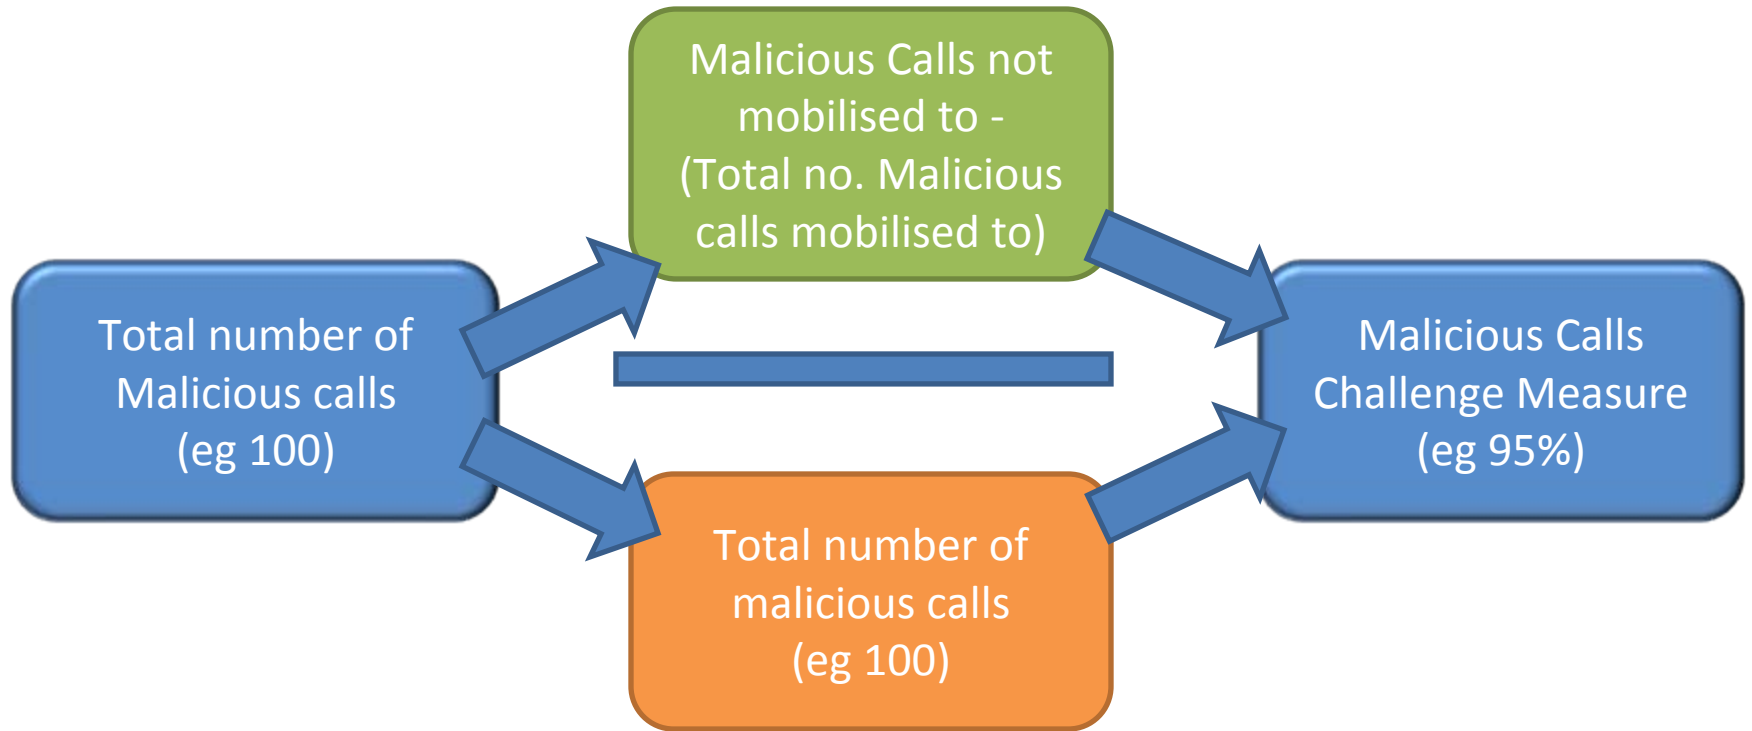 Malicious Calls not
mobilised to -
(Total no. Malicious
calls mobilised to)
Total number of
Malicious calls
(eg 100)
Malicious Calls
Challenge Measure
(eg 95%)
Total number of
malicious calls
(eg 100)